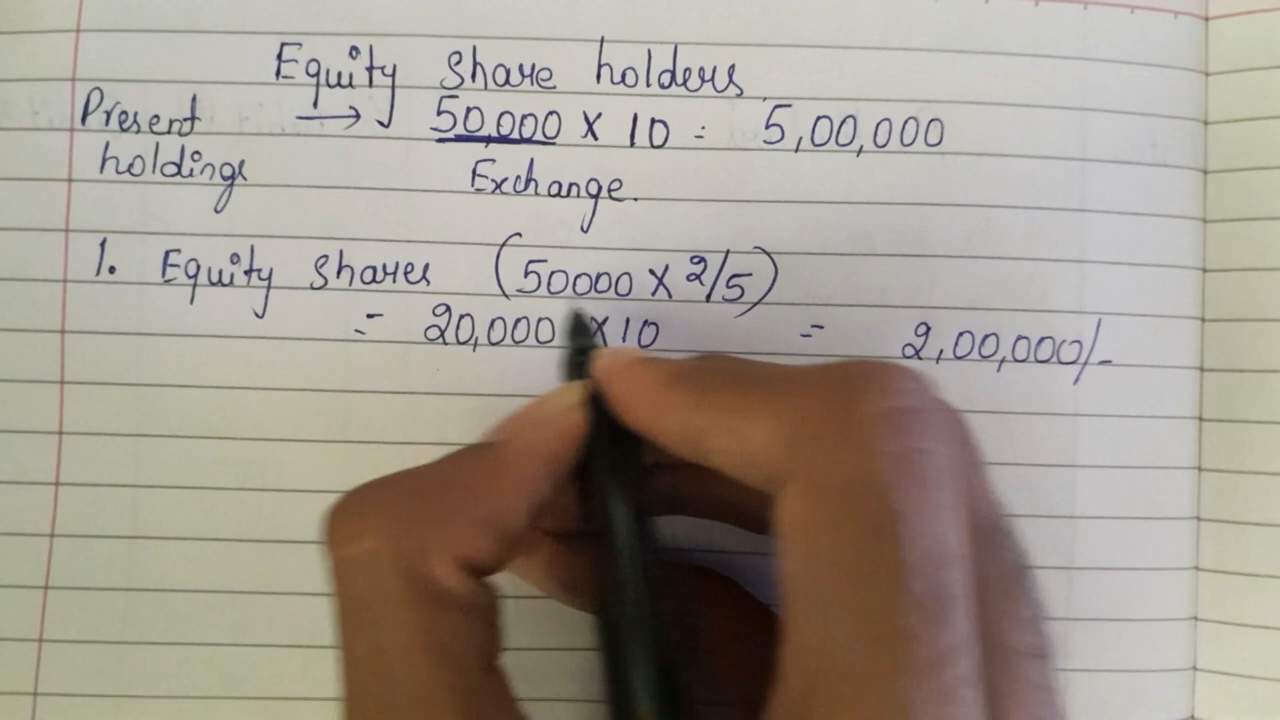 Equity Share holders
Present → 50,000 X 10 = 5,00,000
holdings Exchange.
1. Equity shares (50000 X 2/5)
= 20,000 X 10 = 2,00,000/-